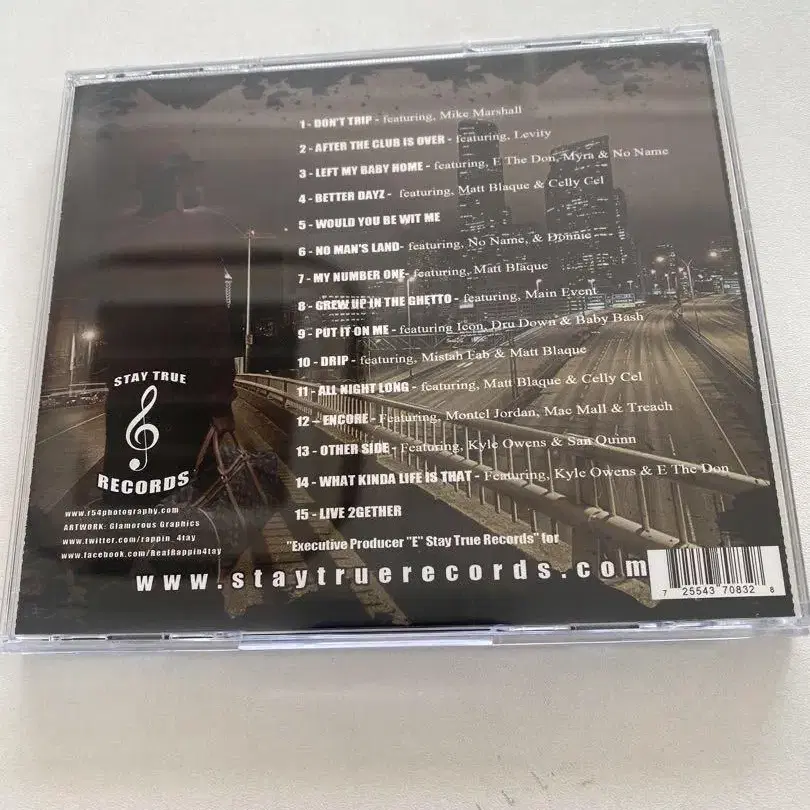 1 - DON'T TRIP - featuring, Mike Marshall
2 - AFTER THE CLUB IS OVER - featuring, Levity
3 - LEFT MY BABY HOME - featuring, E The Don, Myra & No Name
4 - BETTER DAYZ - featuring, Matt Blaque & Celly Cel
5 - WOULD YOU BE WIT ME
6 - NO MAN'S LAND- featuring, No Name, & Donnie
7 - MY NUMBER ONE- featuring, Matt Blaque
8 - GREW UP IN THE GHETTO - featuring, Main Event
9 - PUT IT ON ME - featuring Icon, Dru Down & Baby Bash
10 - DRIP - featuring, Mistah Fab & Matt Blaque
11 - ALL NIGHT LONG - featuring, Matt Blaque & Celly Cel
12 - ENCORE - Featuring, Montel Jordan, Mac Mall & Treach
13 - OTHER SIDE - Featuring, Kyle Owens & San Quinn
14 - WHAT KINDA LIFE IS THAT - Featuring, Kyle Owens & E The Don
15 - LIVE 2GETHER
STAY TRUE
RECORDS
www.r54photography.com
ARTWORK: Glamorous Graphics
www.twitter.com/rappin_4tay
www.facebook.com/RealRappin4tay
"Executive Producer "E" Stay True Records" for
www.staytruerecords.com
7 25543 70832 8